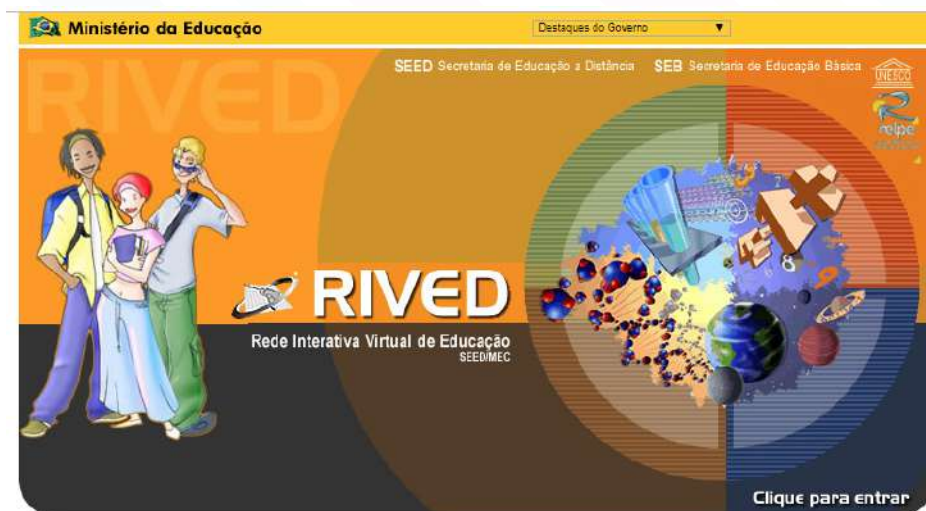 Ministério da Educação
Destaques do Governo
SEED Secretaria de Educação a Distância
SEB Secretaria de Educação Básica
UNESCO
relpe
RIVED
RIVED
Rede Interativa Virtual de Educação
SEED/MEC
Clique para entrar